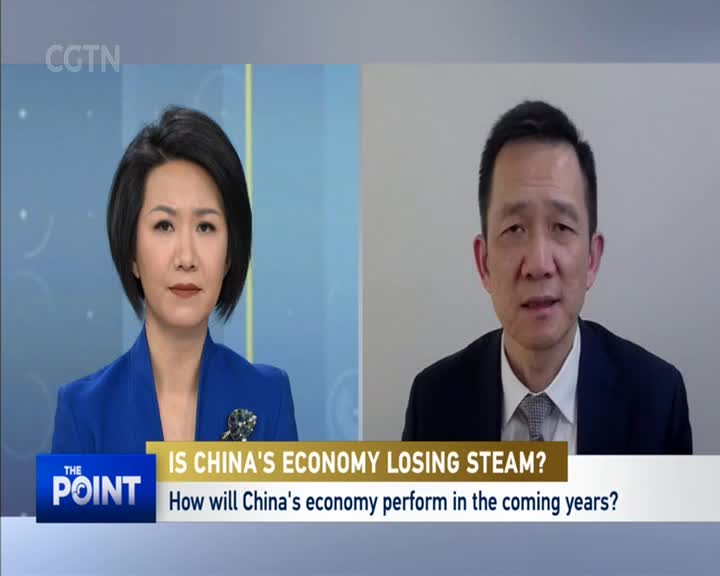 CGTN
IS CHINA'S ECONOMY LOSING STEAM?
THE
POINT
How will China's economy perform in the coming years?